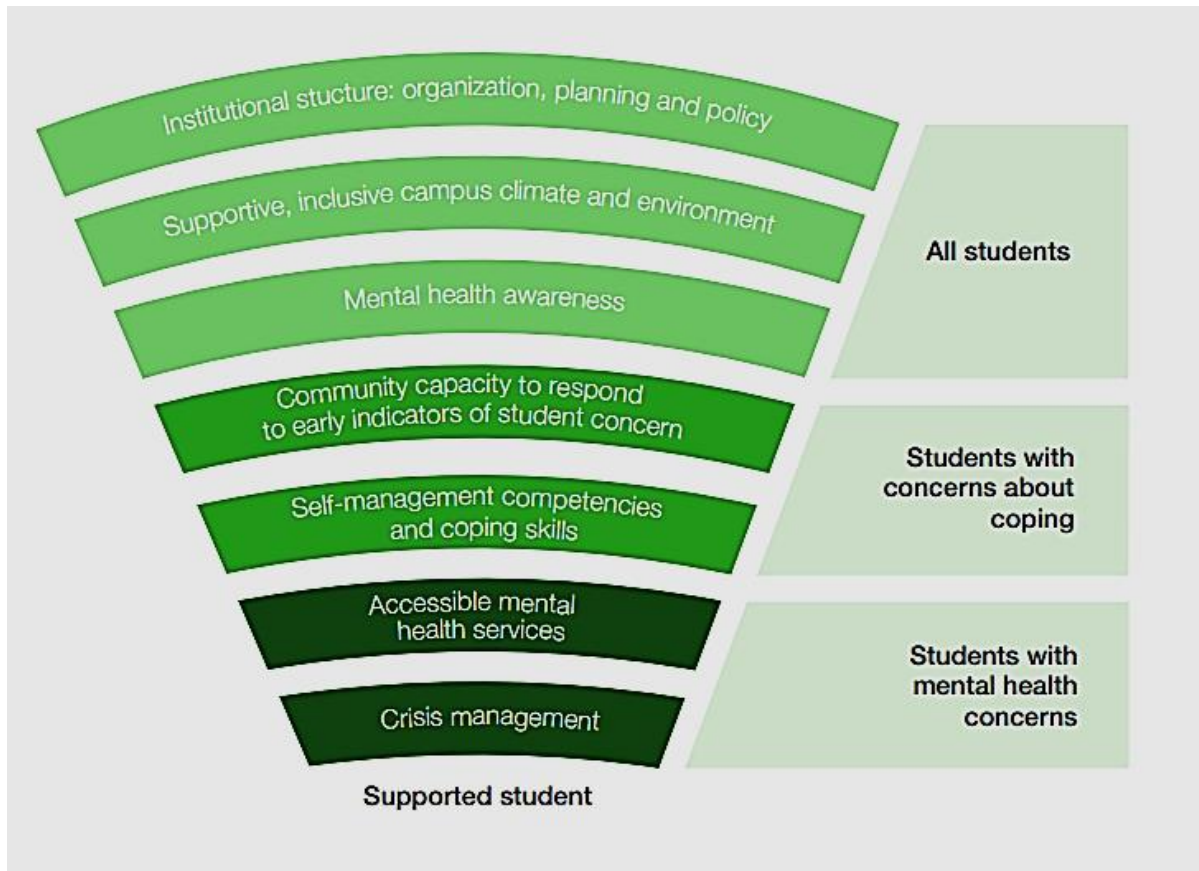 Institutional stucture: organization, planning and policy
Supportive, inclusive campus climate and environment
Mental health awareness
All students
Community capacity to respond
to early indicators of student concern
Self-management competencies
and coping skills
Students with
concerns about
coping
Accessible mental
health services
Crisis management
Students with
mental health
concerns
Supported student